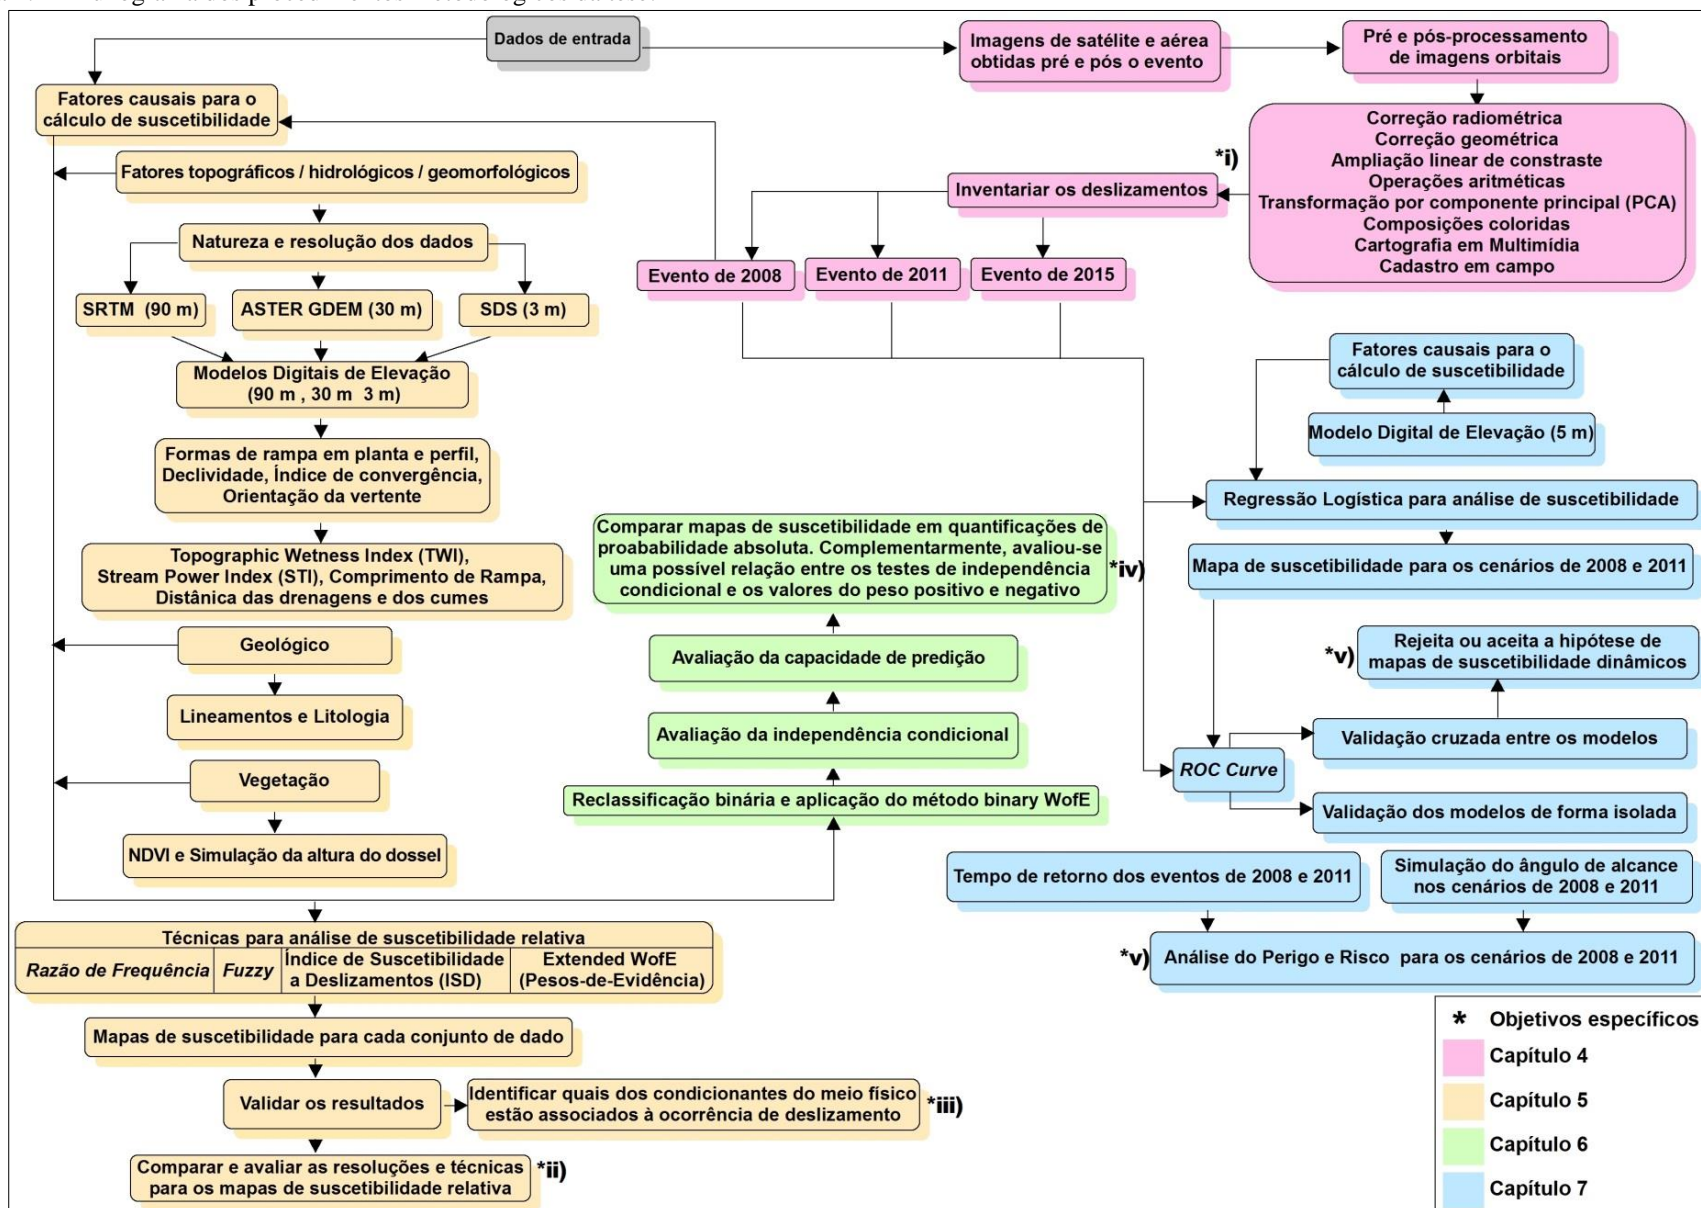 Dados de entrada
Imagens de satélite e aérea
obtidas pré e pós o evento
Pré e pós-processamento
de imagens orbitais
Fatores causais para o
cálculo de suscetibilidade
Correção radiométrica
Correção geométrica
Ampliação linear de constraste
Operações aritméticas
Transformação por componente principal (PCA)
Composições coloridas
Cartografia em Multimídia
Cadastro em campo
*i)
Inventariar os deslizamentos
Evento de 2008
Evento de 2011
Evento de 2015
Fatores topográficos / hidrológicos / geomorfológicos
Natureza e resolução dos dados
SRTM (90 m)
ASTER GDEM (30 m)
SDS (3 m)
Modelos Digitais de Elevação
(90 m , 30 m 3 m)
Formas de rampa em planta e perfil,
Declividade, Índice de convergência,
Orientação da vertente
Topographic Wetness Index (TWI),
Stream Power Index (STI), Comprimento de Rampa,
Distânica das drenagens e dos cumes
Geológico
Lineamentos e Litologia
Vegetação
NDVI e Simulação da altura do dossel
Técnicas para análise de suscetibilidade relativa
Razão de Frequência
Fuzzy
Índice de Suscetibilidade
a Deslizamentos (ISD)
Extended WofE
(Pesos-de-Evidência)
Mapas de suscetibilidade para cada conjunto de dado
Validar os resultados
Identificar quais dos condicionantes do meio físico
estão associados à ocorrência de deslizamento
*iii)
Comparar e avaliar as resoluções e técnicas
para os mapas de suscetibilidade relativa
*ii)
Comparar mapas de suscetibilidade em quantificações de
proababilidade absoluta. Complementarmente, avaliou-se
uma possível relação entre os testes de independência
condicional e os valores do peso positivo e negativo
*iv)
Avaliação da capacidade de predição
Avaliação da independência condicional
Reclassificação binária e aplicação do método binary WofE
Fatores causais para o
cálculo de suscetibilidade
Modelo Digital de Elevação (5 m)
Regressão Logística para análise de suscetibilidade
Mapa de suscetibilidade para os cenários de 2008 e 2011
*v)
Rejeita ou aceita a hipótese de
mapas de suscetibilidade dinâmicos
Validação cruzada entre os modelos
ROC Curve
Validação dos modelos de forma isolada
Tempo de retorno dos eventos de 2008 e 2011
Simulação do ângulo de alcance
nos cenários de 2008 e 2011
*v)
Análise do Perigo e Risco para os cenários de 2008 e 2011
* Objetivos específicos
Capítulo 4
Capítulo 5
Capítulo 6
Capítulo 7